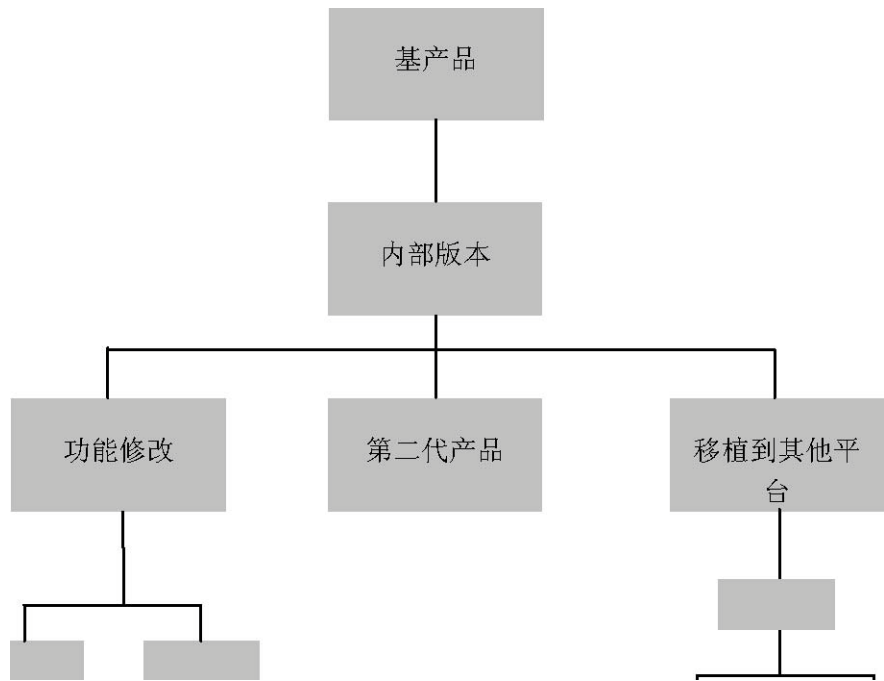 基产品
内部版本
功能修改
第二代产品
移植到其他平
台